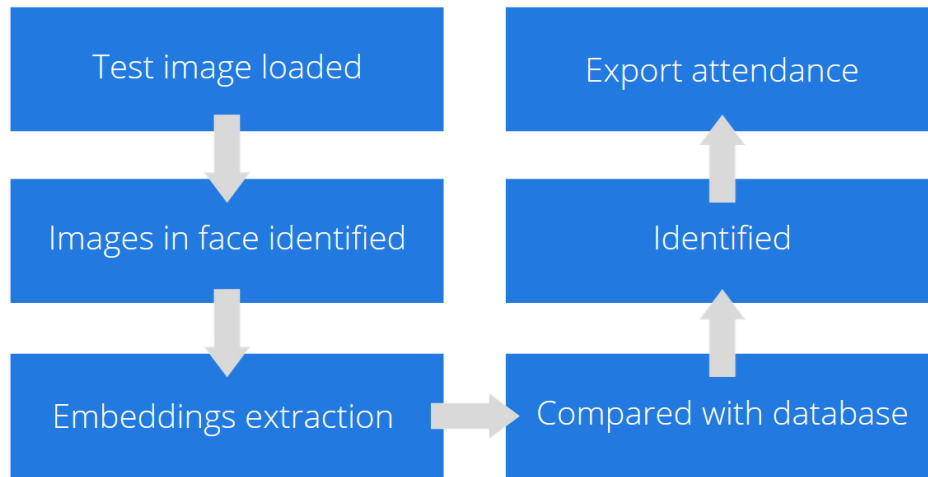 Test image loaded
Images in face identified
Embeddings extraction
Compared with database
Identified
Export attendance